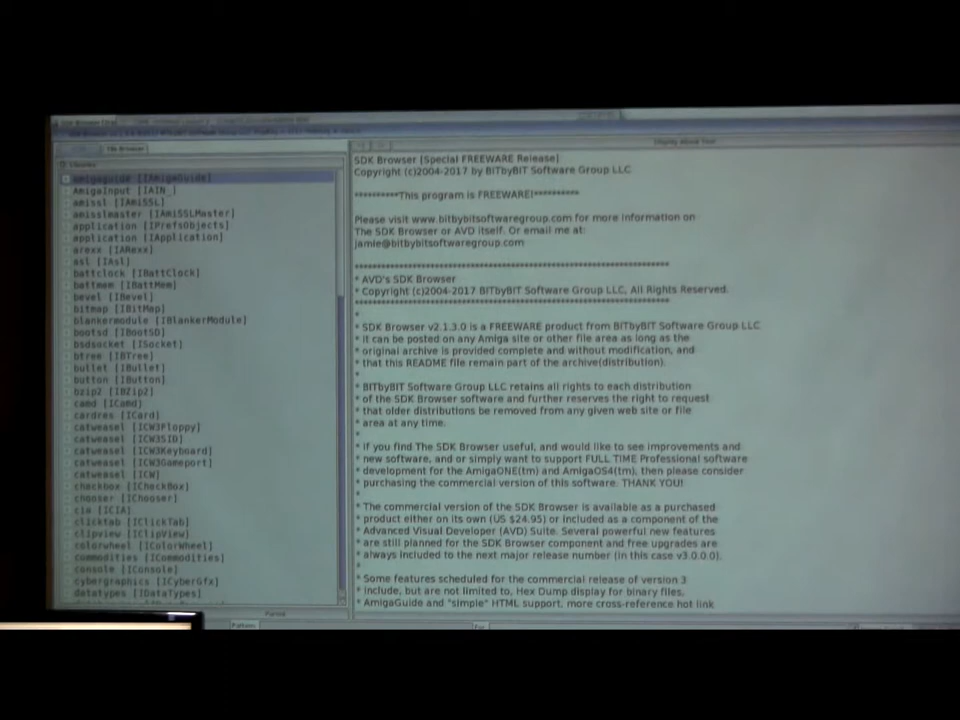 File Browser
Libraries
amigaguide [IAmigaGuide]
AmigaInput [IAIN_]
amissl [IAmiSSL]
amisslmaster [IAmiSSLMaster]
application [IPrefsObjects]
application [IApplication]
arexx [IARexx]
asl [IAsl]
battclock [IBattClock]
battmem [IBattMem]
bevel [IBevel]
bitmap [IBitMap]
blankermodule [IBlankerModule]
bootsd [IBootSD]
bsdsocket [ISocket]
btree [IBTree]
bullet [IBullet]
button [IButton]
bzip2 [IBZip2]
camd [ICamd]
cardres [ICard]
catweasel [ICW3Floppy]
catweasel [ICW3SID]
catweasel [ICW3Keyboard]
catweasel [ICW3Gameport]
catweasel [ICW]
checkbox [ICheckBox]
chooser [IChooser]
cia [ICIA]
clicktab [IClickTab]
clipview [IClipView]
colorwheel [IColorWheel]
commodities [ICommodities]
console [IConsole]
cybergraphics [ICyberGfx]
datatypes [IDataTypes]
Pattern
SDK Browser [Special FREEWARE Release]
Copyright (c)2004-2017 by BITbyBIT Software Group LLC
**********This program is FREEWARE!**********
Please visit www.bitbybitsoftwaregroup.com for more information on
The SDK Browser or AVD itself. Or email me at:
jamie@bitbybitsoftwaregroup.com
* AVD's SDK Browser
* Copyright (c)2004-2017 BITbyBIT Software Group LLC, All Rights Reserved.
*
* SDK Browser v2.1.3.0 is a FREEWARE product from BITbyBIT Software Group LLC
* it can be posted on any Amiga site or other file area as long as the
* original archive is provided complete and without modification, and
* that this README file remain part of the archive(distribution).
*
* BITbyBIT Software Group LLC retains all rights to each distribution
* of the SDK Browser software and further reserves the right to request
* that older distributions be removed from any given web site or file
* area at any time.
*
* If you find The SDK Browser useful, and would like to see improvements and
* new software, and or simply want to support FULL TIME Professional software
* development for the AmigaONE(tm) and AmigaOS4(tm), then please consider
* purchasing the commercial version of this software. THANK YOU!
*
* The commercial version of the SDK Browser is available as a purchased
* product either on its own (US $24.95) or included as a component of the
* Advanced Visual Developer (AVD) Suite. Several powerful new features
* are still planned for the SDK Browser component and free upgrades are
* always included to the next major release number (in this case v3.0.0.0).
*
* Some features scheduled for the commercial release of version 3
* include, but are not limited to, Hex Dump display for binary files,
* AmigaGuide and "simple" HTML support, more cross-reference hot link